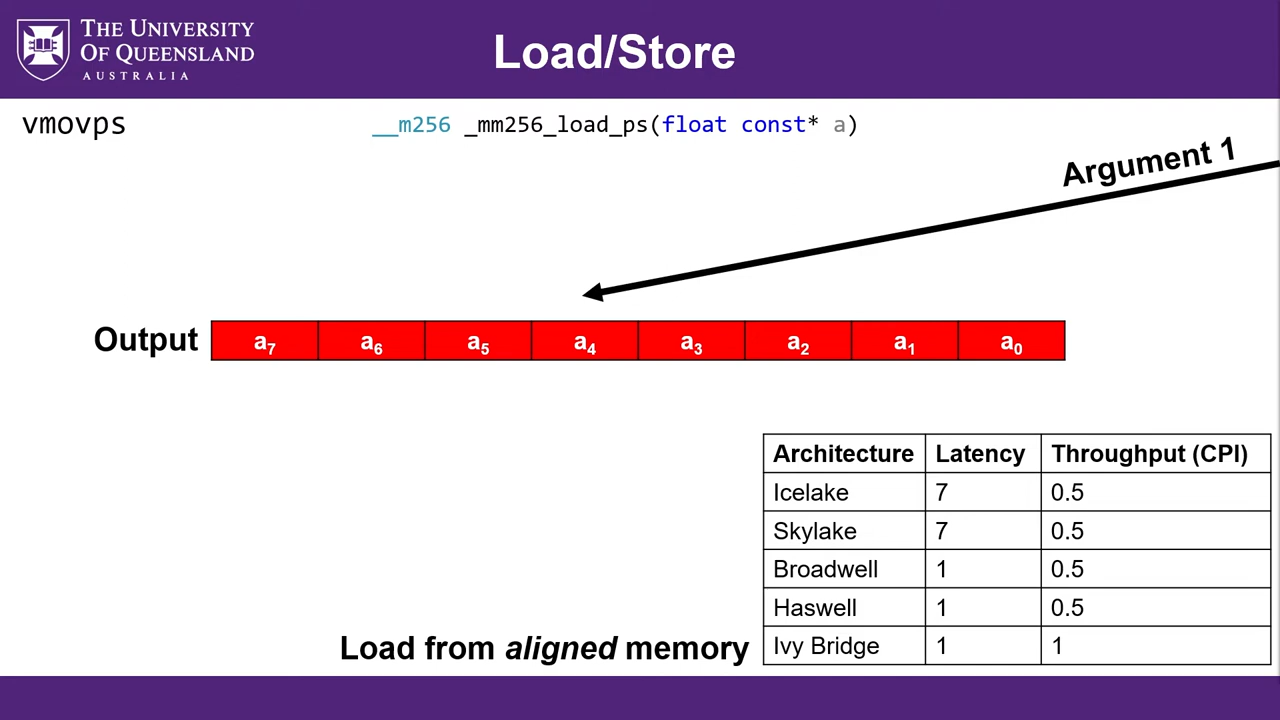 THE UNIVERSITY
OF QUEENSLAND
AUSTRALIA
Load/Store
vmovps __m256 _mm256_load_ps(float const* a)
Argument 1
Output a7 a6 a5 a4 a3 a2 a1 a0
Architecture Latency Throughput (CPI)
Icelake 7 0.5
Skylake 7 0.5
Broadwell 1 0.5
Haswell 1 0.5
Ivy Bridge 1 1
Load from aligned memory